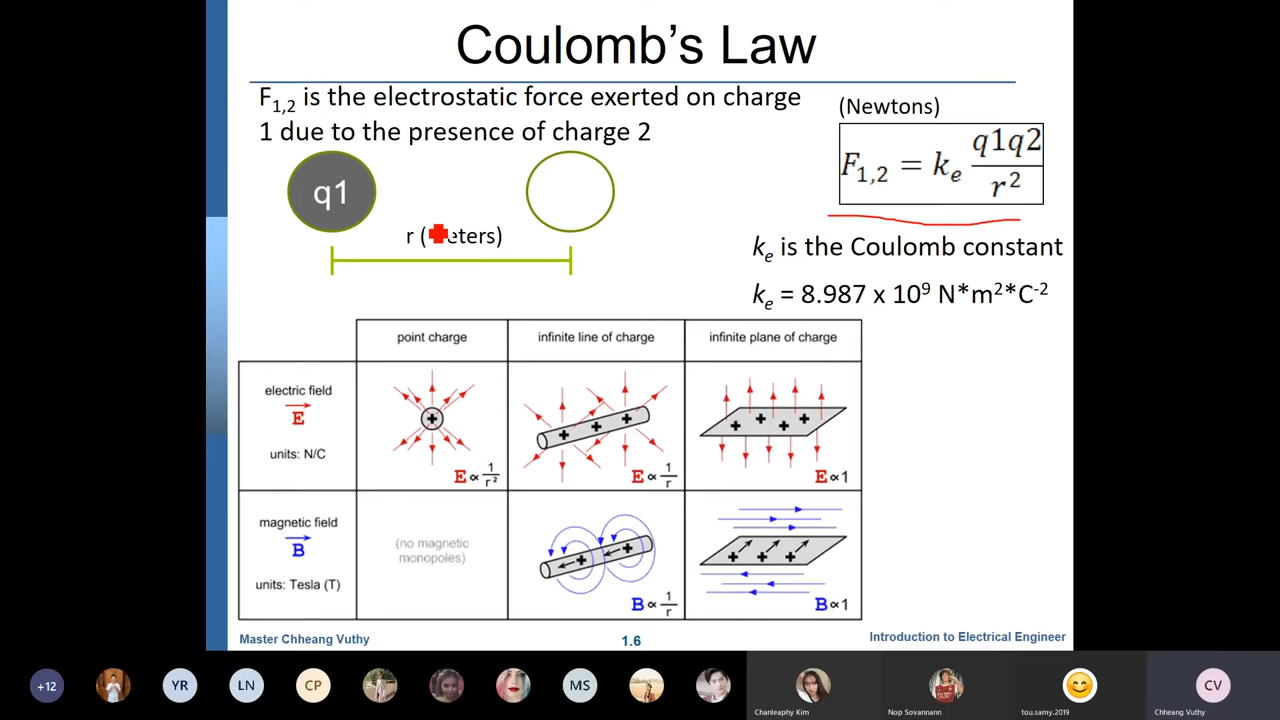 Coulomb's Law
F1,2 is the electrostatic force exerted on charge
1 due to the presence of charge 2
(Newtons)
F1,2 = ke q1q2/r²
q1
r ( eters)
ke is the Coulomb constant
ke = 8.987 x 10⁹ N*m²*C⁻²
point charge
infinite line of charge
infinite plane of charge
electric field
E
units: N/C
+
E ∝ 1/r²
+ + +
E ∝ 1/r
+ + + +
E ∝ 1
magnetic field
B
units: Tesla (T)
(no magnetic
monopoles)
+ +
B ∝ 1/r
+ + +
B ∝ 1
Master Chheang Vuthy
1.6
Introduction to Electrical Engineer
+12
YR
LN
CP
MS
CV
Chanleaphy Kim
Nop Sovannann
tou.samy.2019
Chheang Vuthy